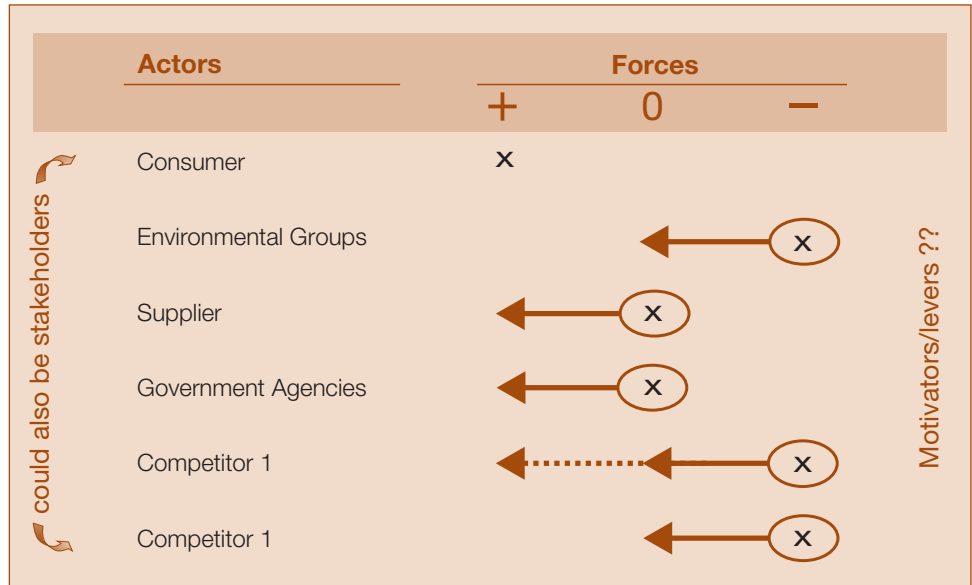 Actors Forces
+ 0 −
Consumer x
Environmental Groups x
Supplier x
Government Agencies x
Competitor 1 x
Competitor 1 x
could also be stakeholders
Motivators/levers ??